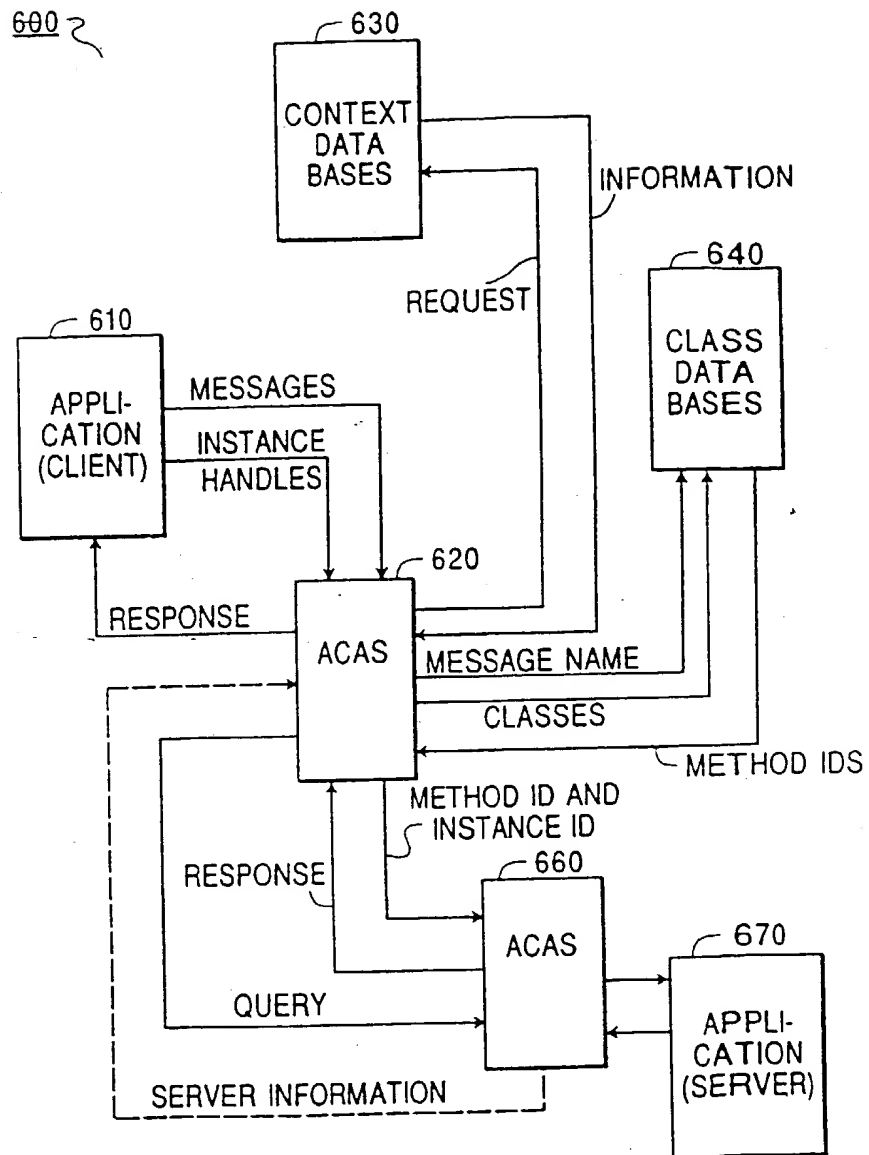 600
630
CONTEXT
DATA
BASES
INFORMATION
REQUEST
640
CLASS
DATA
BASES
610
APPLI-
CATION
(CLIENT)
MESSAGES
INSTANCE
HANDLES
RESPONSE
620
ACAS
MESSAGE NAME
CLASSES
METHOD IDS
METHOD ID AND
INSTANCE ID
RESPONSE
660
ACAS
QUERY
670
APPLI-
CATION
(SERVER)
SERVER INFORMATION